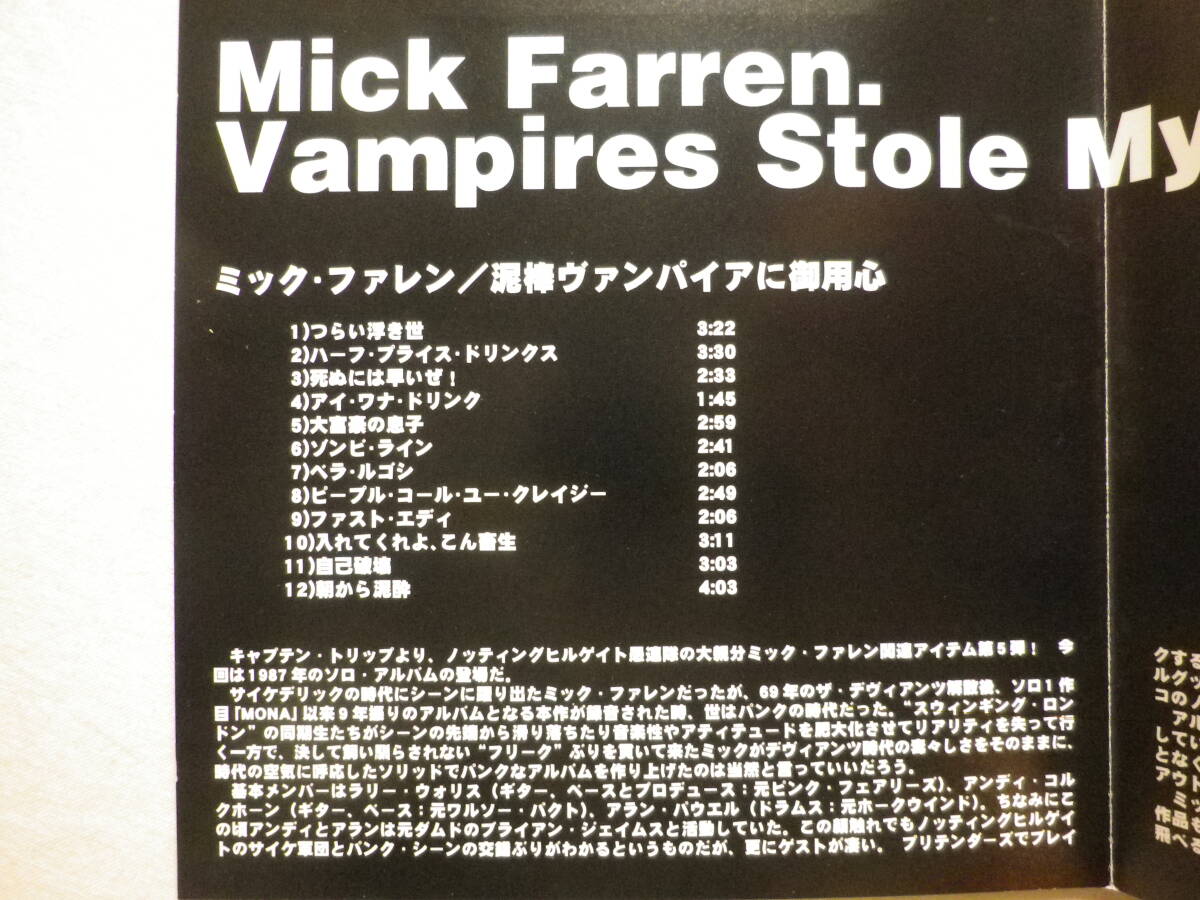 Mick Farren.
Vampires Stole My
ミック・ファレン／泥棒ヴァンパイアに御用心
1)つらい浮き世 3:22
2)ハーフ・プライス・ドリンクス 3:30
3)死ぬには早いぜ！ 2:33
4)アイ・ワナ・ドリンク 1:45
5)大富豪の息子 2:59
6)ゾンビ・ライン 2:41
7)ベラ・ルゴシ 2:06
8)ピープル・コール・ユー・クレイジー 2:49
9)ファスト・エディ 2:06
10)入れてくれよ、こん畜生 3:11
11)自己破壊 3:03
12)朝から泥酔 4:03
キャプテン・トリップより、ノッティングヒルゲイト愚連隊の大親分ミック・ファレン関連アイテム第5弾！ 今
回は1987年のソロ・アルバムの登場だ。
サイケデリックの時代にシーンに躍り出たミック・ファレンだったが、69年のザ・デヴィアンツ解散後、ソロ1作
目「MONA」以来9年振りのアルバムとなる本作が録音された時、世はパンクの時代だった。“スウィンギング・ロン
ドン”の同期生たちがシーンの先端から滑り落ちたり音楽性やアティテュードを肥大化させてリアリティを失って行
く一方で、決して飼い馴らされない“フリーク”ぶりを貫いて来たミックがデヴィアンツ時代の毒々しさをそのままに、
時代の空気に呼応したソリッドでパンクなアルバムを作り上げたのは当然と言っていいだろう。
基本メンバーはラリー・ウォリス（ギター、ベースとプロデュース：元ピンク・フェアリーズ）、アンディ・コル
クホーン（ギター、ベース：元ワルソー・パクト）、アラン・パウエル（ドラムス：元ホークウインド）、ちなみにこ
の頃アンディとアランは元ダムドのブライアン・ジェイムスと活動していた。この顔触れでもノッティングヒルゲイ
トのサイケ軍団とパンク・シーンの交錯ぶりがわかるというものだが、更にゲストが凄い、 プリテンダーズでブレイ
クする
ルグッ
コの
アル
して
となく
アウ
ミ
作品も
飛べる